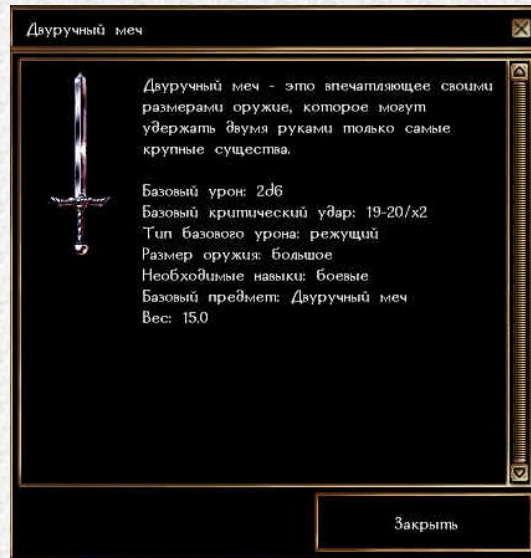 Двуручный меч
Двуручный меч - это впечатляющее своими
размерами оружие, которое могут
удержать двумя руками только самые
крупные существа.
Базовый урон: 2d6
Базовый критический удар: 19-20/x2
Тип базового урона: режущий
Размер оружия: большое
Необходимые навыки: боевые
Базовый предмет: Двуручный меч
Вес: 15.0
Закрыть